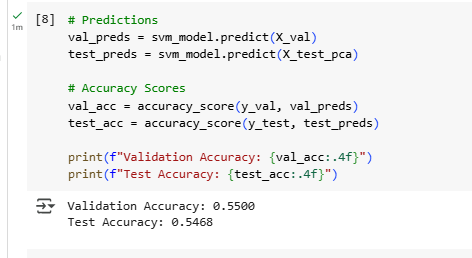 [8] # Predictions
1m
val_preds = svm_model.predict(X_val)
test_preds = svm_model.predict(X_test_pca)
# Accuracy Scores
val_acc = accuracy_score(y_val, val_preds)
test_acc = accuracy_score(y_test, test_preds)
print(f"Validation Accuracy: {val_acc:.4f}")
print(f"Test Accuracy: {test_acc:.4f}")
Validation Accuracy: 0.5500
Test Accuracy: 0.5468